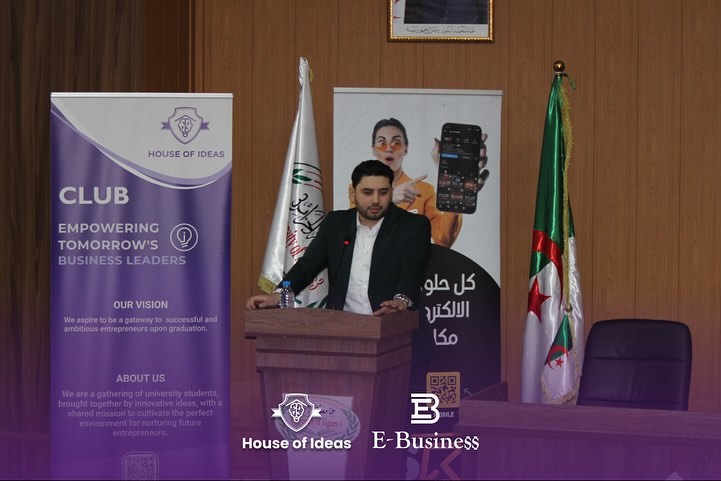 HOUSE OF IDEAS
CLUB
EMPOWERING
TOMORROW'S
BUSINESS LEADERS
OUR VISION
We aspire to be a gateway to successful and
ambitious entrepreneurs upon graduation.
ABOUT US
We are a gathering of university students,
brought together by innovative ideas, with a
shared mission to cultivate the perfect
environment for nurturing future
entrepreneurs.
كل حلو
الالكترو
مكا
House of Ideas
E-Business